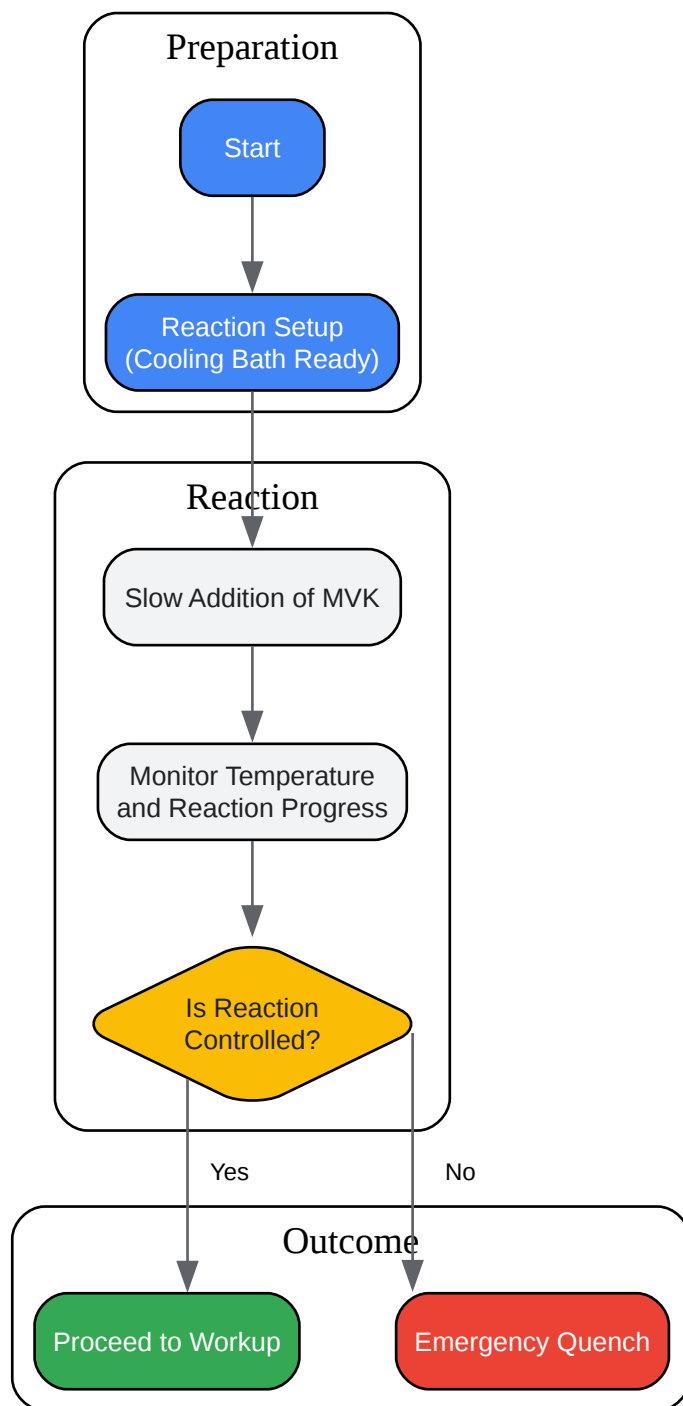 Preparation
Start
Reaction Setup
(Cooling Bath Ready)
Reaction
Slow Addition of MVK
Monitor Temperature
and Reaction Progress
Is Reaction
Controlled?
Yes
No
Outcome
Proceed to Workup
Emergency Quench